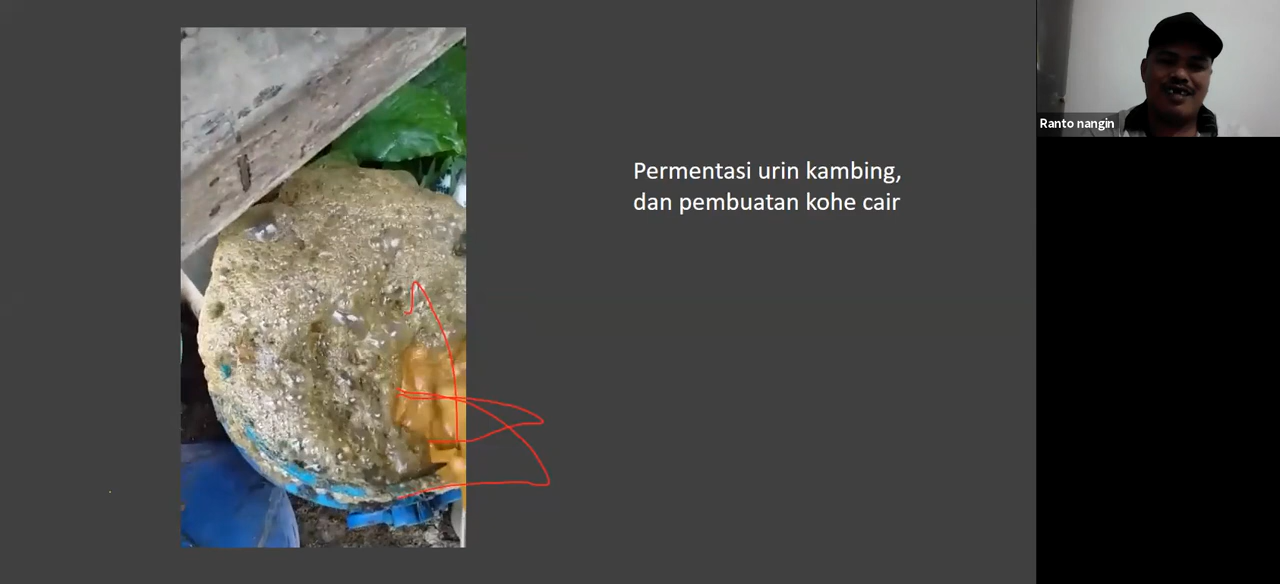 Permentasi urin kambing,
dan pembuatan kohe cair
Ranto nangin